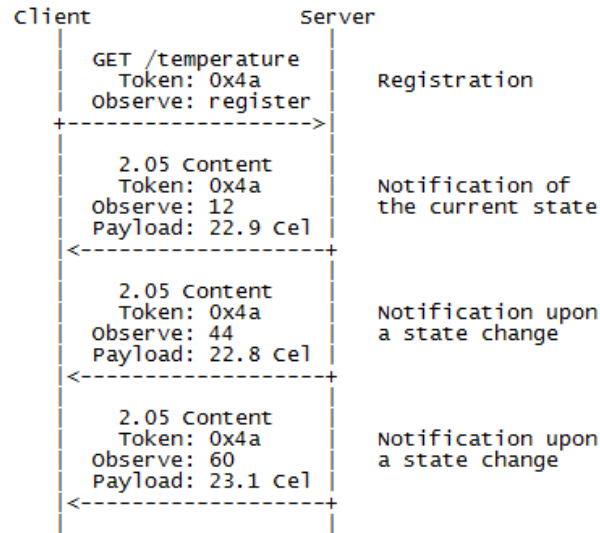 Client Server
GET /temperature
Token: 0x4a Registration
Observe: register
+------------------->
2.05 Content
Token: 0x4a Notification of
Observe: 12 the current state
Payload: 22.9 Cel
<-------------------+
2.05 Content
Token: 0x4a Notification upon
Observe: 44 a state change
Payload: 22.8 Cel
<-------------------+
2.05 Content
Token: 0x4a Notification upon
Observe: 60 a state change
Payload: 23.1 Cel
<-------------------+